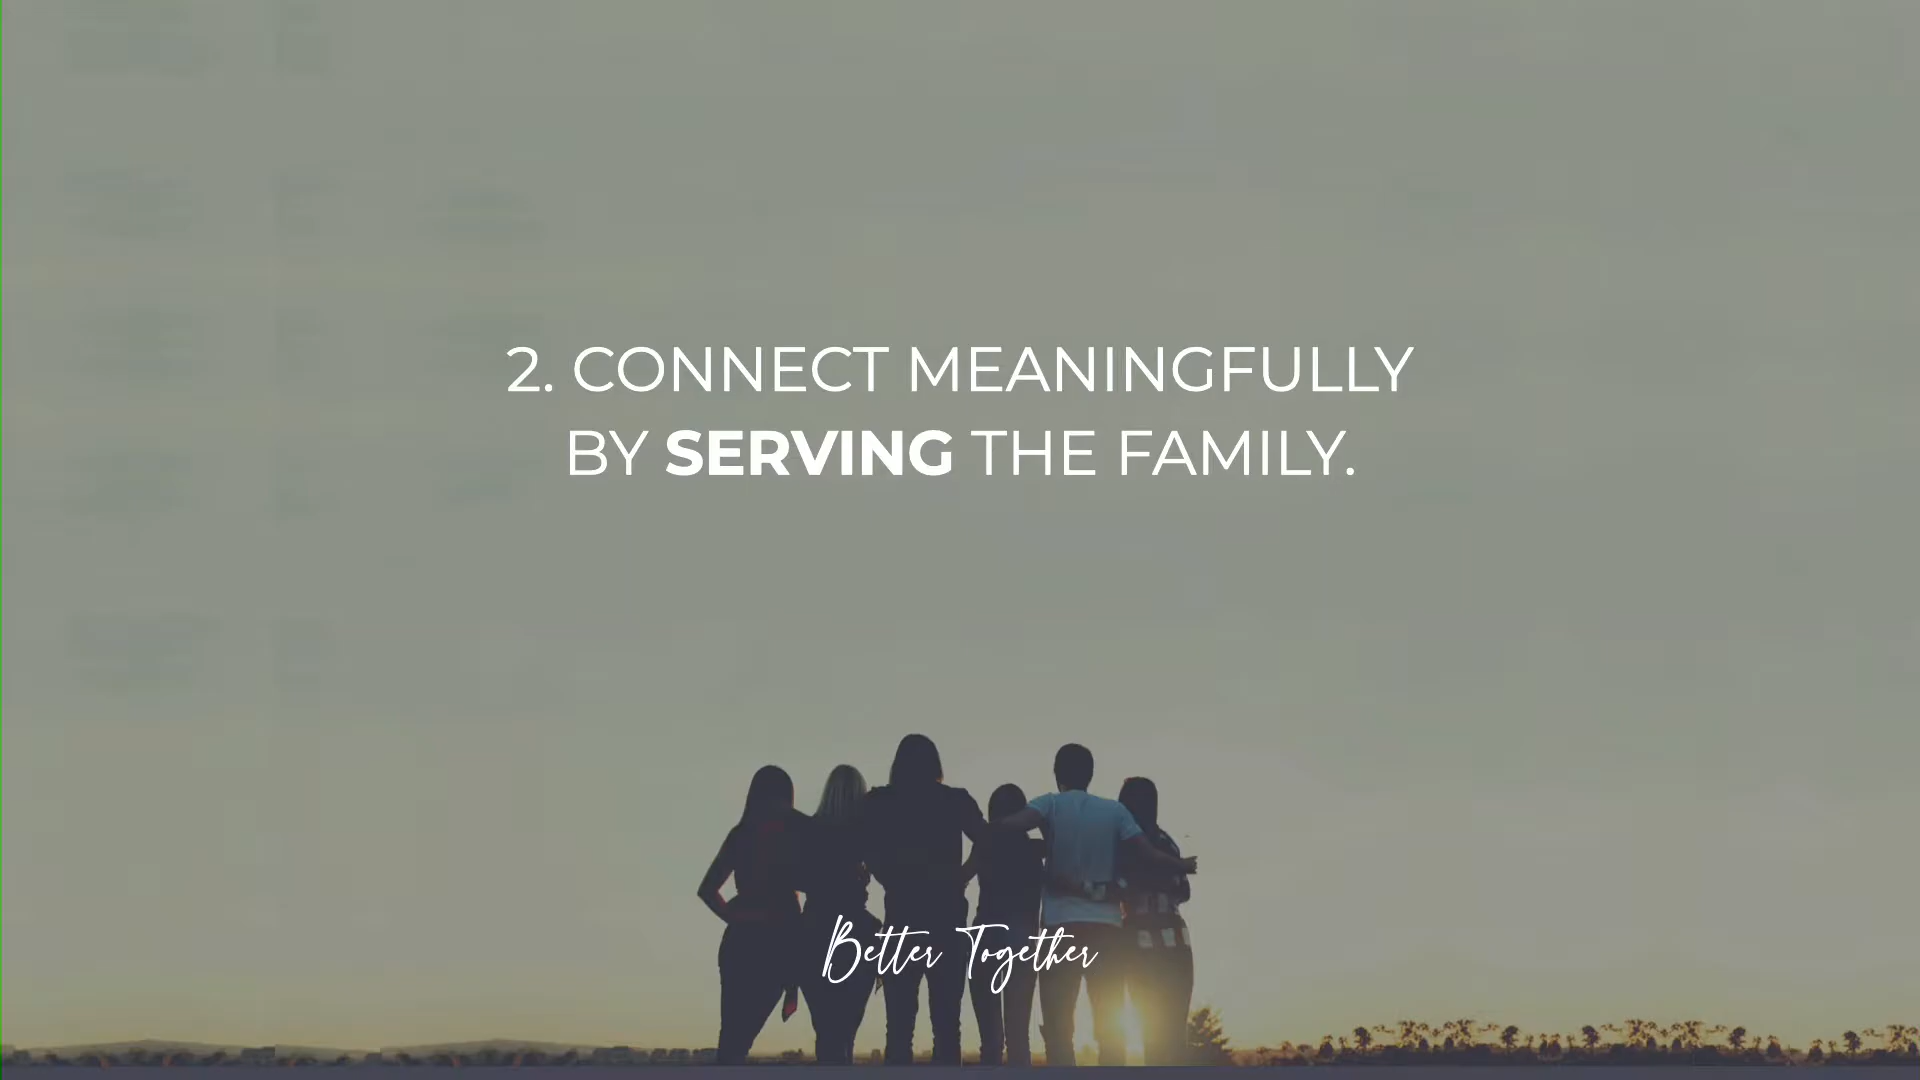 2. CONNECT MEANINGFULLY
BY SERVING THE FAMILY.
Better Together